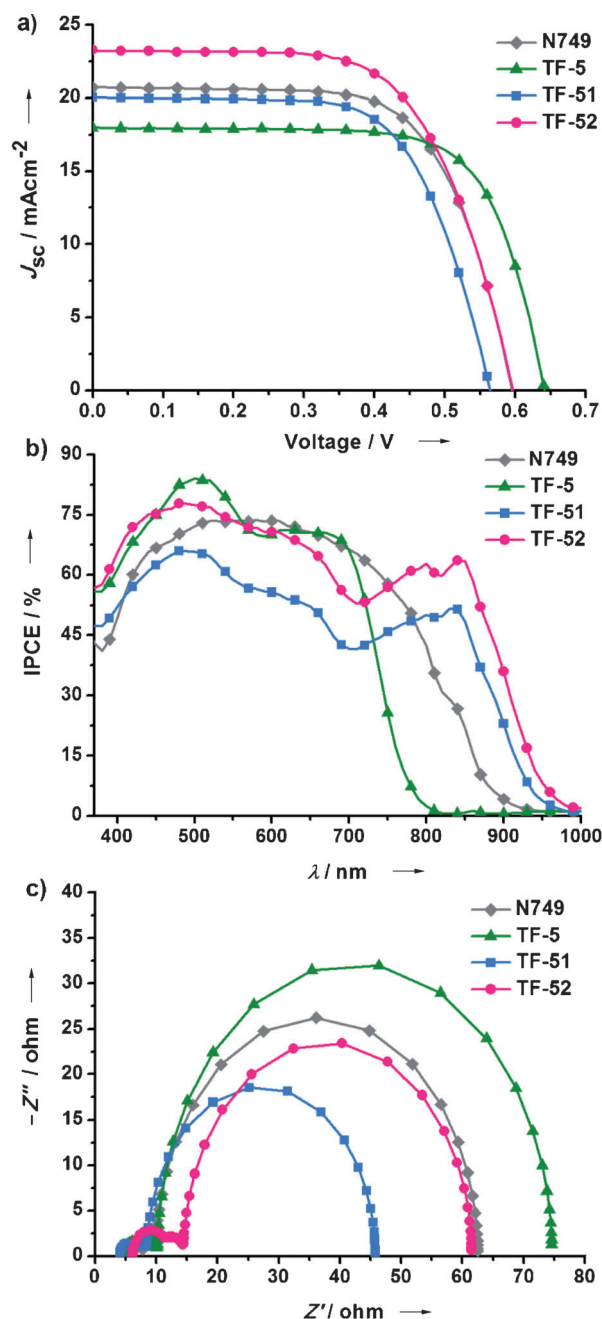 a)
25
20
15
10
5
0
0.0 0.1 0.2 0.3 0.4 0.5 0.6 0.7
Jsc / mAcm-2
Voltage / V
N749
TF-5
TF-51
TF-52
b)
90
75
60
45
30
15
0
400 500 600 700 800 900 1000
IPCE / %
λ / nm
N749
TF-5
TF-51
TF-52
c)
40
35
30
25
20
15
10
5
0
0 10 20 30 40 50 60 70 80
−Z″ / ohm
Z′ / ohm
N749
TF-5
TF-51
TF-52